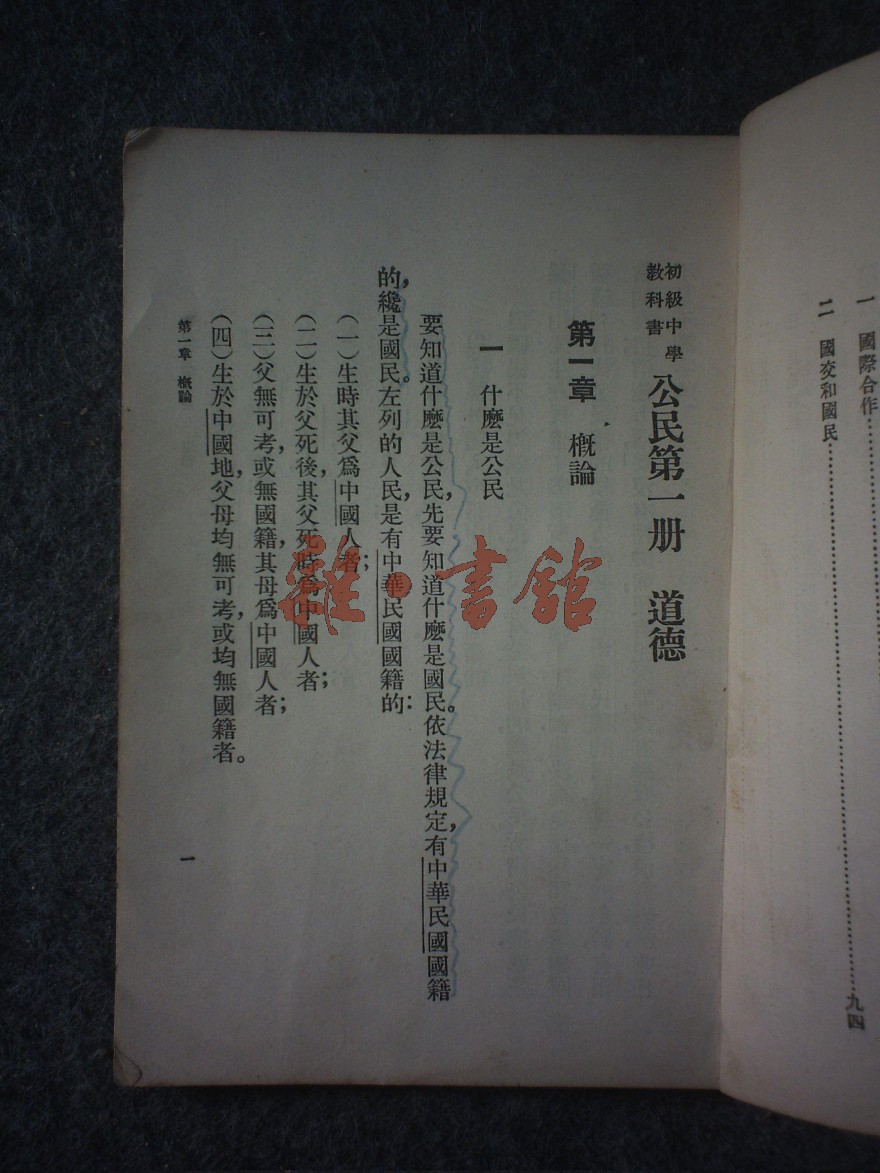 一 國際合作
二 國交和國民……九四
初級中學
教科書
公民第一册 道德
第一章 概論
一 什麽是公民
要知道什麽是公民，先要知道什麽是國民。依法律規定，有中華民國國籍
的，纔是國民。左列的人民，是有中華民國國籍的：
（一）生時其父爲中國人者；
（二）生於父死後，其父死時爲中國人者；
（三）父無可考，或無國籍，其母爲中國人者；
（四）生於中國地，父母均無可考，或均無國籍者。
第一章 概論
一
雜·書館